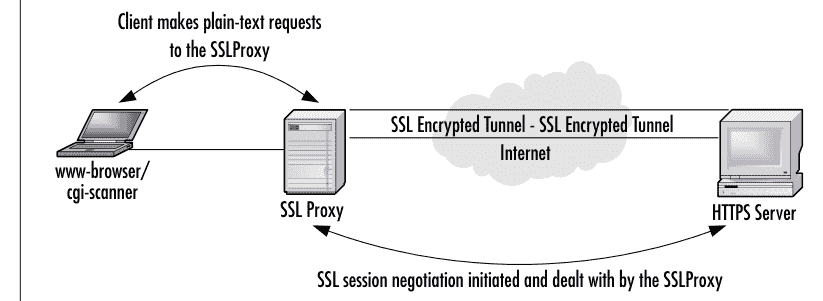 Client makes plain-text requests
to the SSLProxy
SSL Encrypted Tunnel - SSL Encrypted Tunnel
Internet
www-browser/
cgi-scanner
SSL Proxy
HTTPS Server
SSL session negotiation initiated and dealt with by the SSLProxy